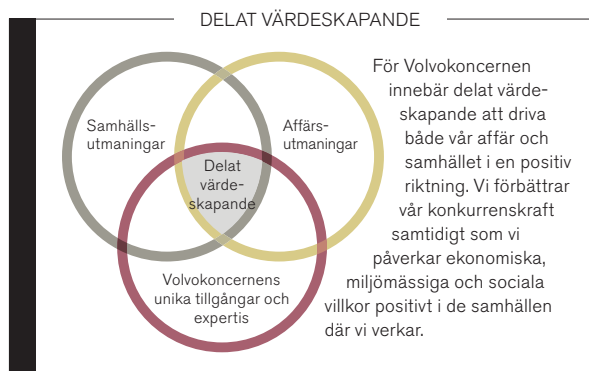 DELAT VÄRDESKAPANDE
Samhälls-
utmaningar
Affärs-
utmaningar
Delat
värde-
skapande
Volvokoncernens
unika tillgångar och
expertis
För Volvokoncernen
innebär delat värde-
skapande att driva
både vår affär och
samhället i en positiv
riktning. Vi förbättrar
vår konkurrenskraft
samtidigt som vi
påverkar ekonomiska,
miljömässiga och sociala
villkor positivt i de samhällen
där vi verkar.